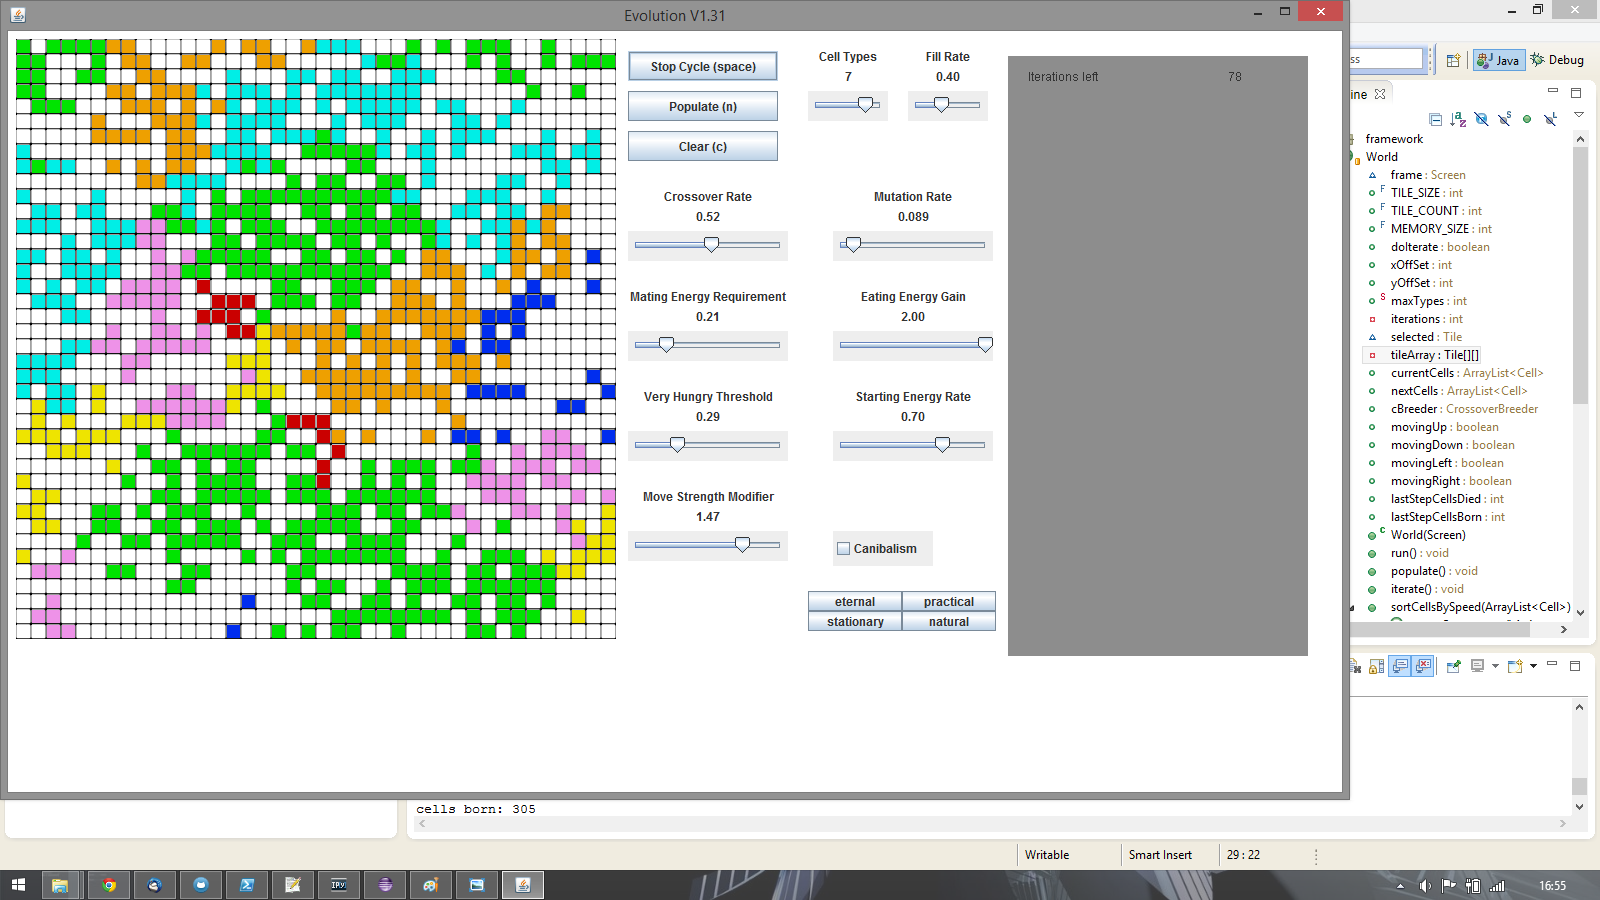 Evolution V1.31
Stop Cycle (space)
Populate (n)
Clear (c)
Cell Types
7
Fill Rate
0.40
Crossover Rate
0.52
Mutation Rate
0.089
Mating Energy Requirement
0.21
Eating Energy Gain
2.00
Very Hungry Threshold
0.29
Starting Energy Rate
0.70
Move Strength Modifier
1.47
Canibalism
eternal practical
stationary natural
Iterations left 78
ss
Java
Debug
ine
framework
World
frame : Screen
TILE_SIZE : int
TILE_COUNT : int
MEMORY_SIZE : int
doIterate : boolean
xOffSet : int
yOffSet : int
maxTypes : int
iterations : int
selected : Tile
tileArray : Tile[][]
currentCells : ArrayList<Cell>
nextCells : ArrayList<Cell>
cBreeder : CrossoverBreeder
movingUp : boolean
movingDown : boolean
movingLeft : boolean
movingRight : boolean
lastStepCellsDied : int
lastStepCellsBorn : int
World(Screen)
run() : void
populate() : void
iterate() : void
sortCellsBySpeed(ArrayList<Cell>)
cells born: 305
Writable
Smart Insert
29 : 22
IP[y]
16:55